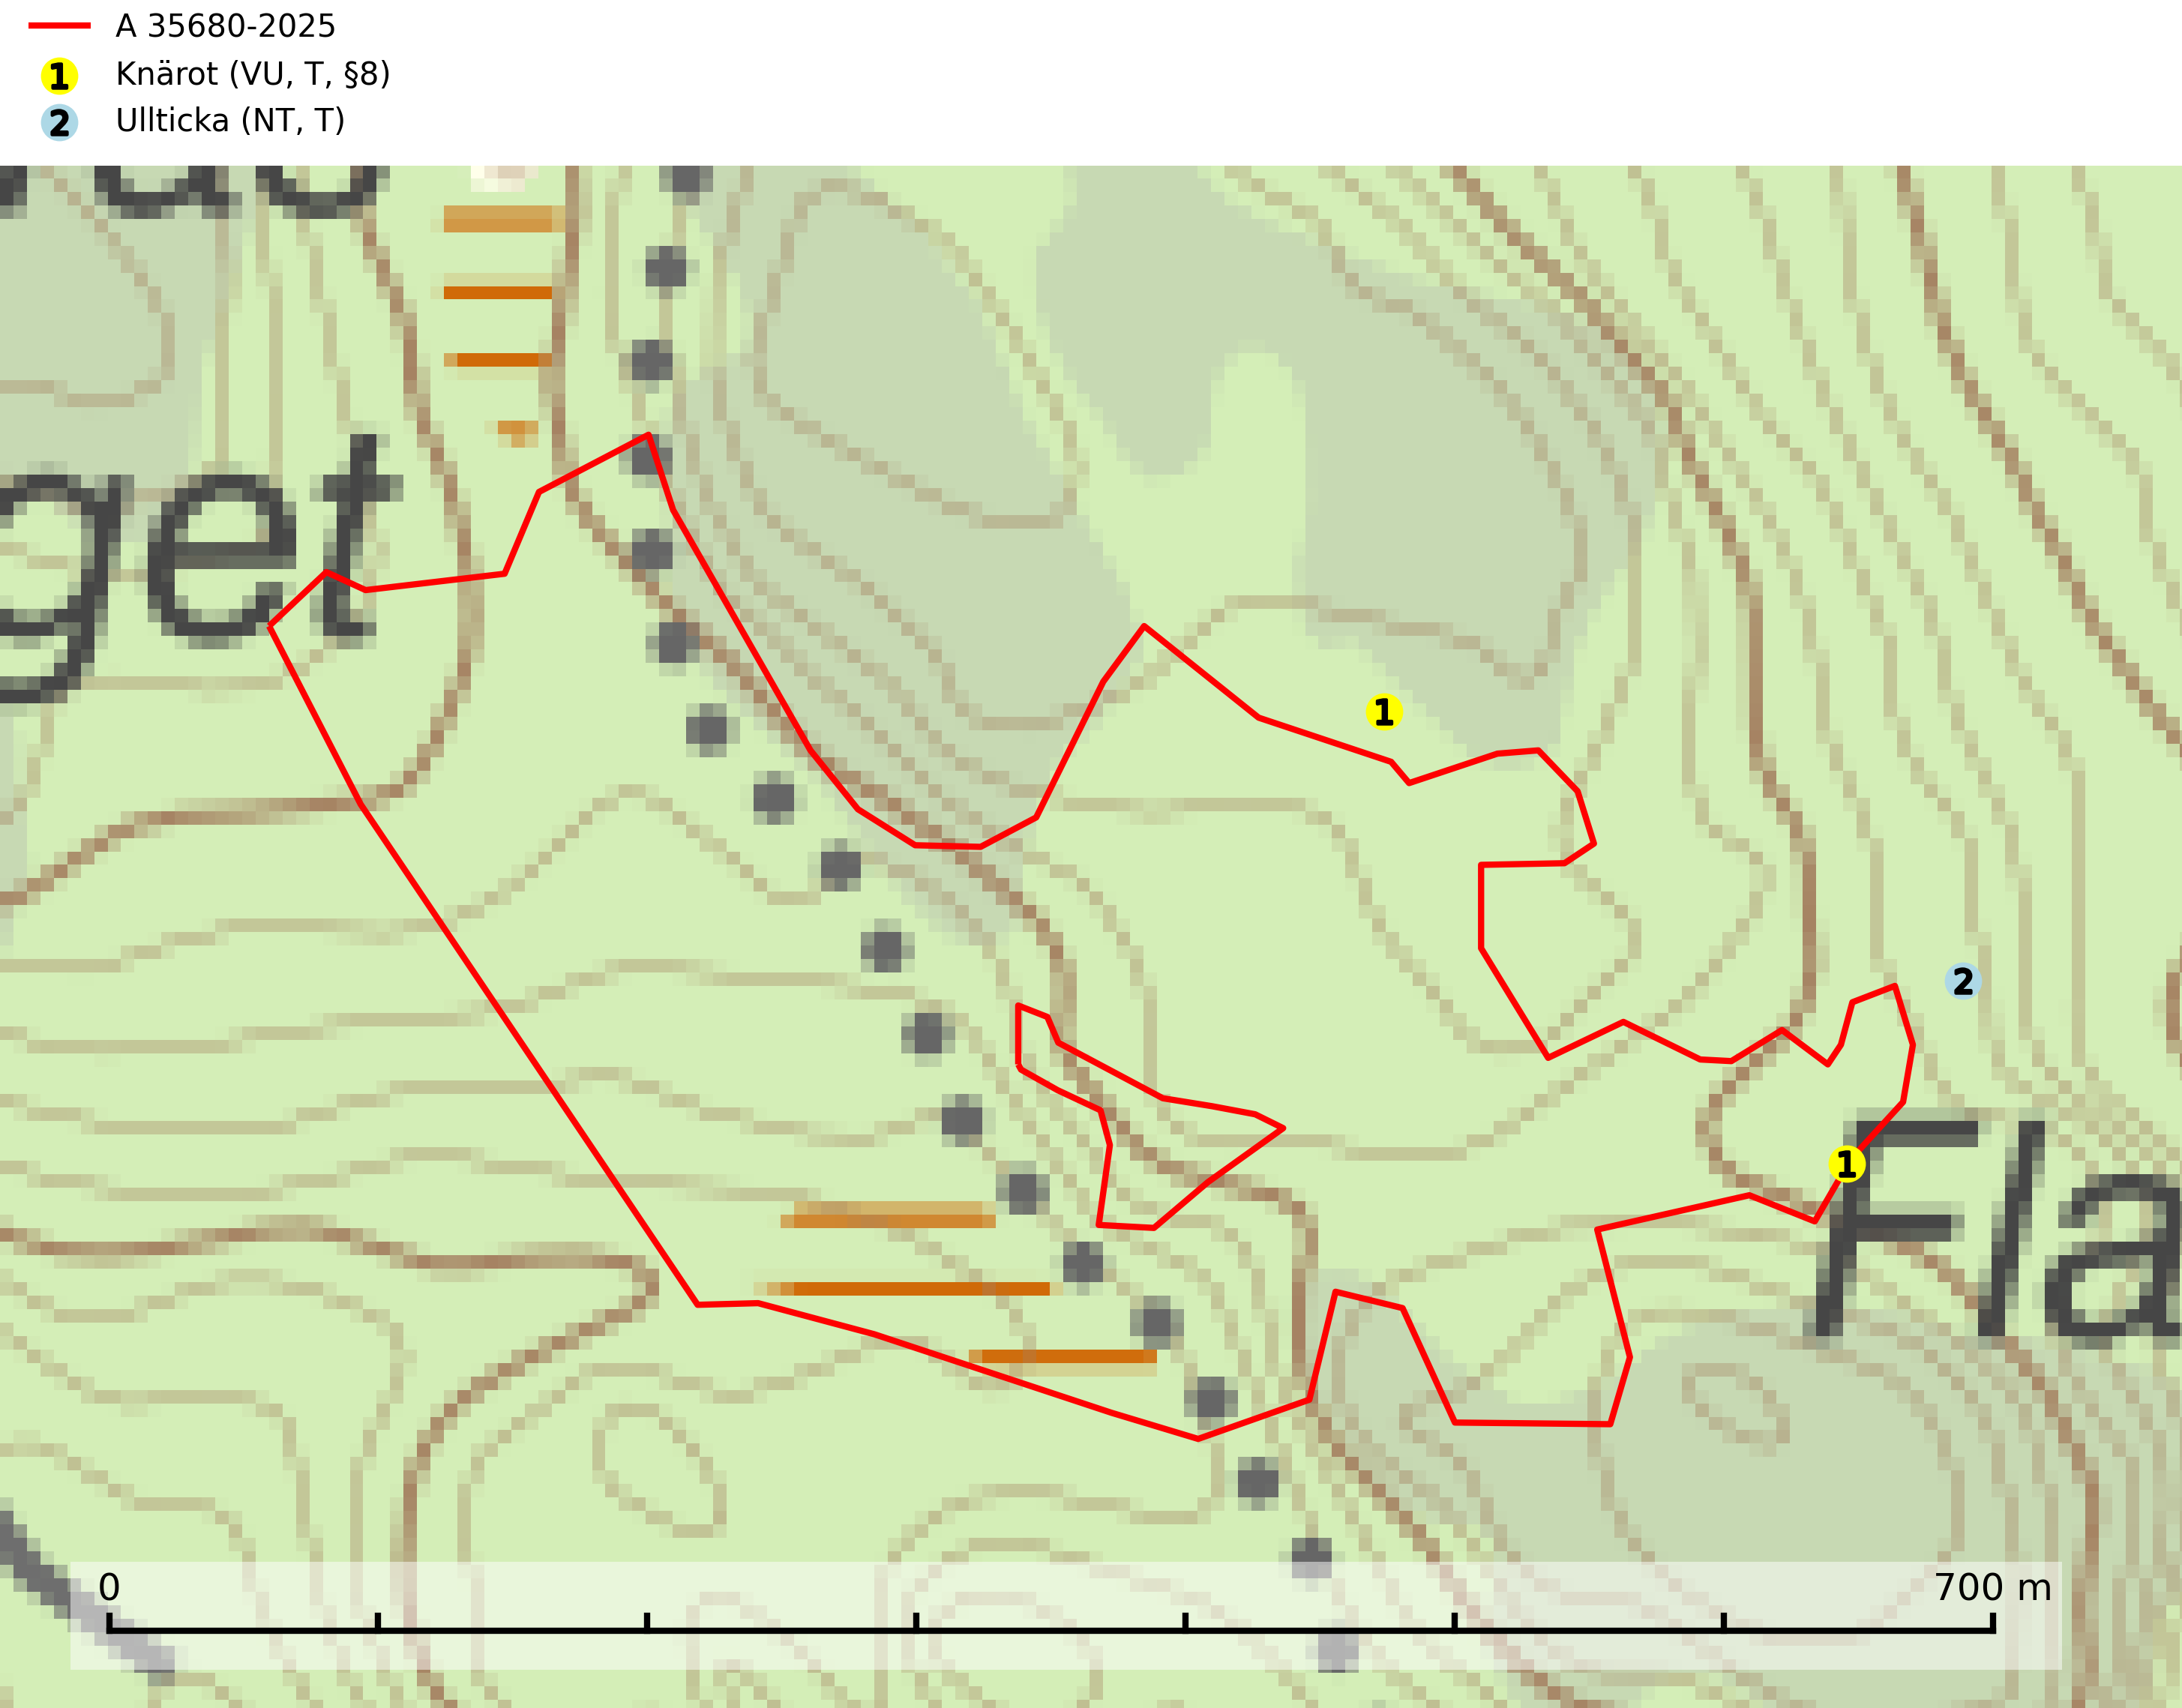 A 35680-2025
1 Knärot (VU, T, §8)
2 Ullticka (NT, T)
get
1
2
1
Fla
0 700 m